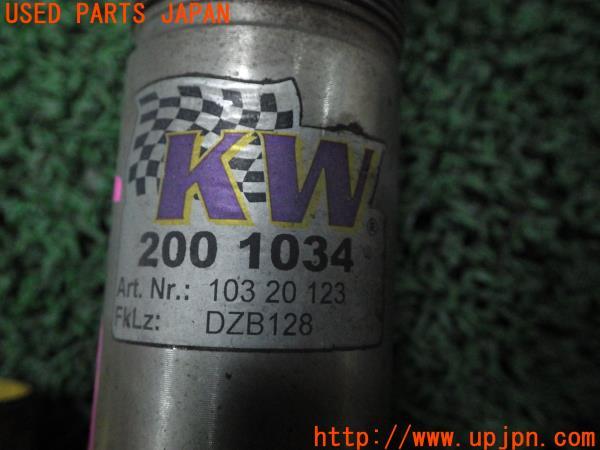 USED PARTS JAPAN
KW®
200 1034
Art. Nr.: 103 20 123
FkLz: DZB128
http://www.upjpn.com/